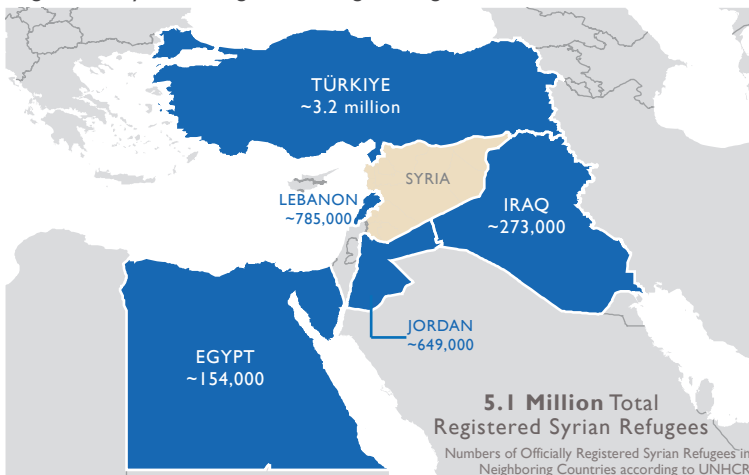 TÜRKIYE
~3.2 million
SYRIA
LEBANON
~785,000
IRAQ
~273,000
JORDAN
~649,000
EGYPT
~154,000
5.1 Million Total
Registered Syrian Refugees
Numbers of Officially Registered Syrian Refugees in
Neighboring Countries according to UNHCR